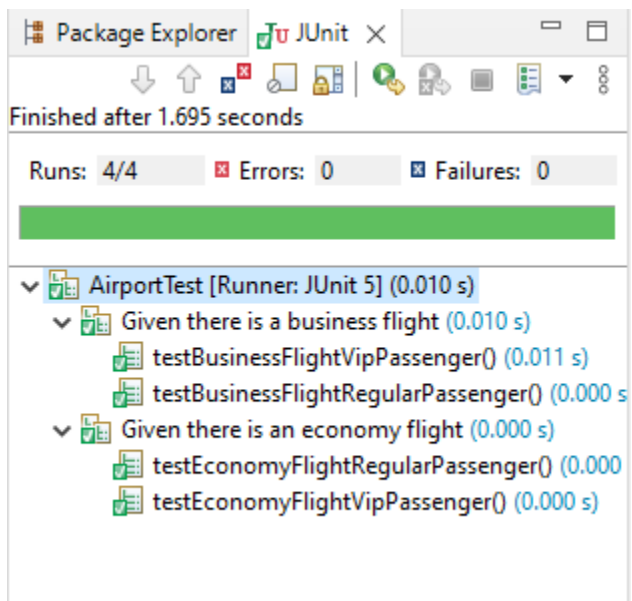 Package Explorer JUnit
Finished after 1.695 seconds
Runs: 4/4 Errors: 0 Failures: 0
AirportTest [Runner: JUnit 5] (0.010 s)
Given there is a business flight (0.010 s)
testBusinessFlightVipPassenger() (0.011 s)
testBusinessFlightRegularPassenger() (0.000 s
Given there is an economy flight (0.000 s)
testEconomyFlightRegularPassenger() (0.000
testEconomyFlightVipPassenger() (0.000 s)